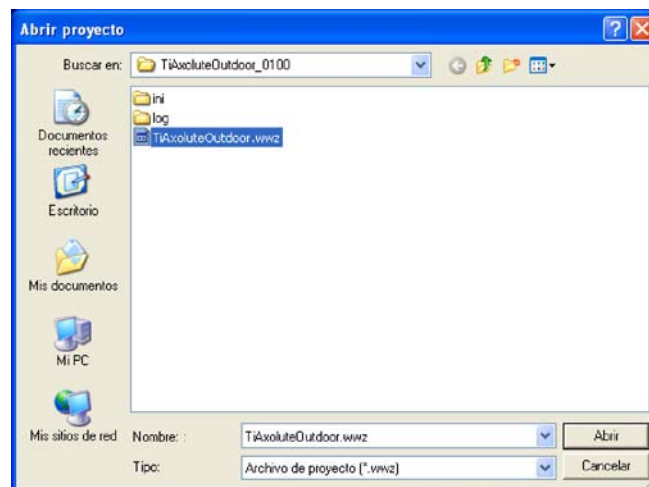 Abrir proyecto
Buscar en: TiAxoluteOutdoor_0100
ini
log
TiAxoluteOutdoor.wwz
Documentos
recientes
Escritorio
Mis documentos
Mi PC
Mis sitios de red
Nombre: : TiAxoluteOutdoor.wwz Abrir
Tipo: Archivo de proyecto (*.wwz) Cancelar